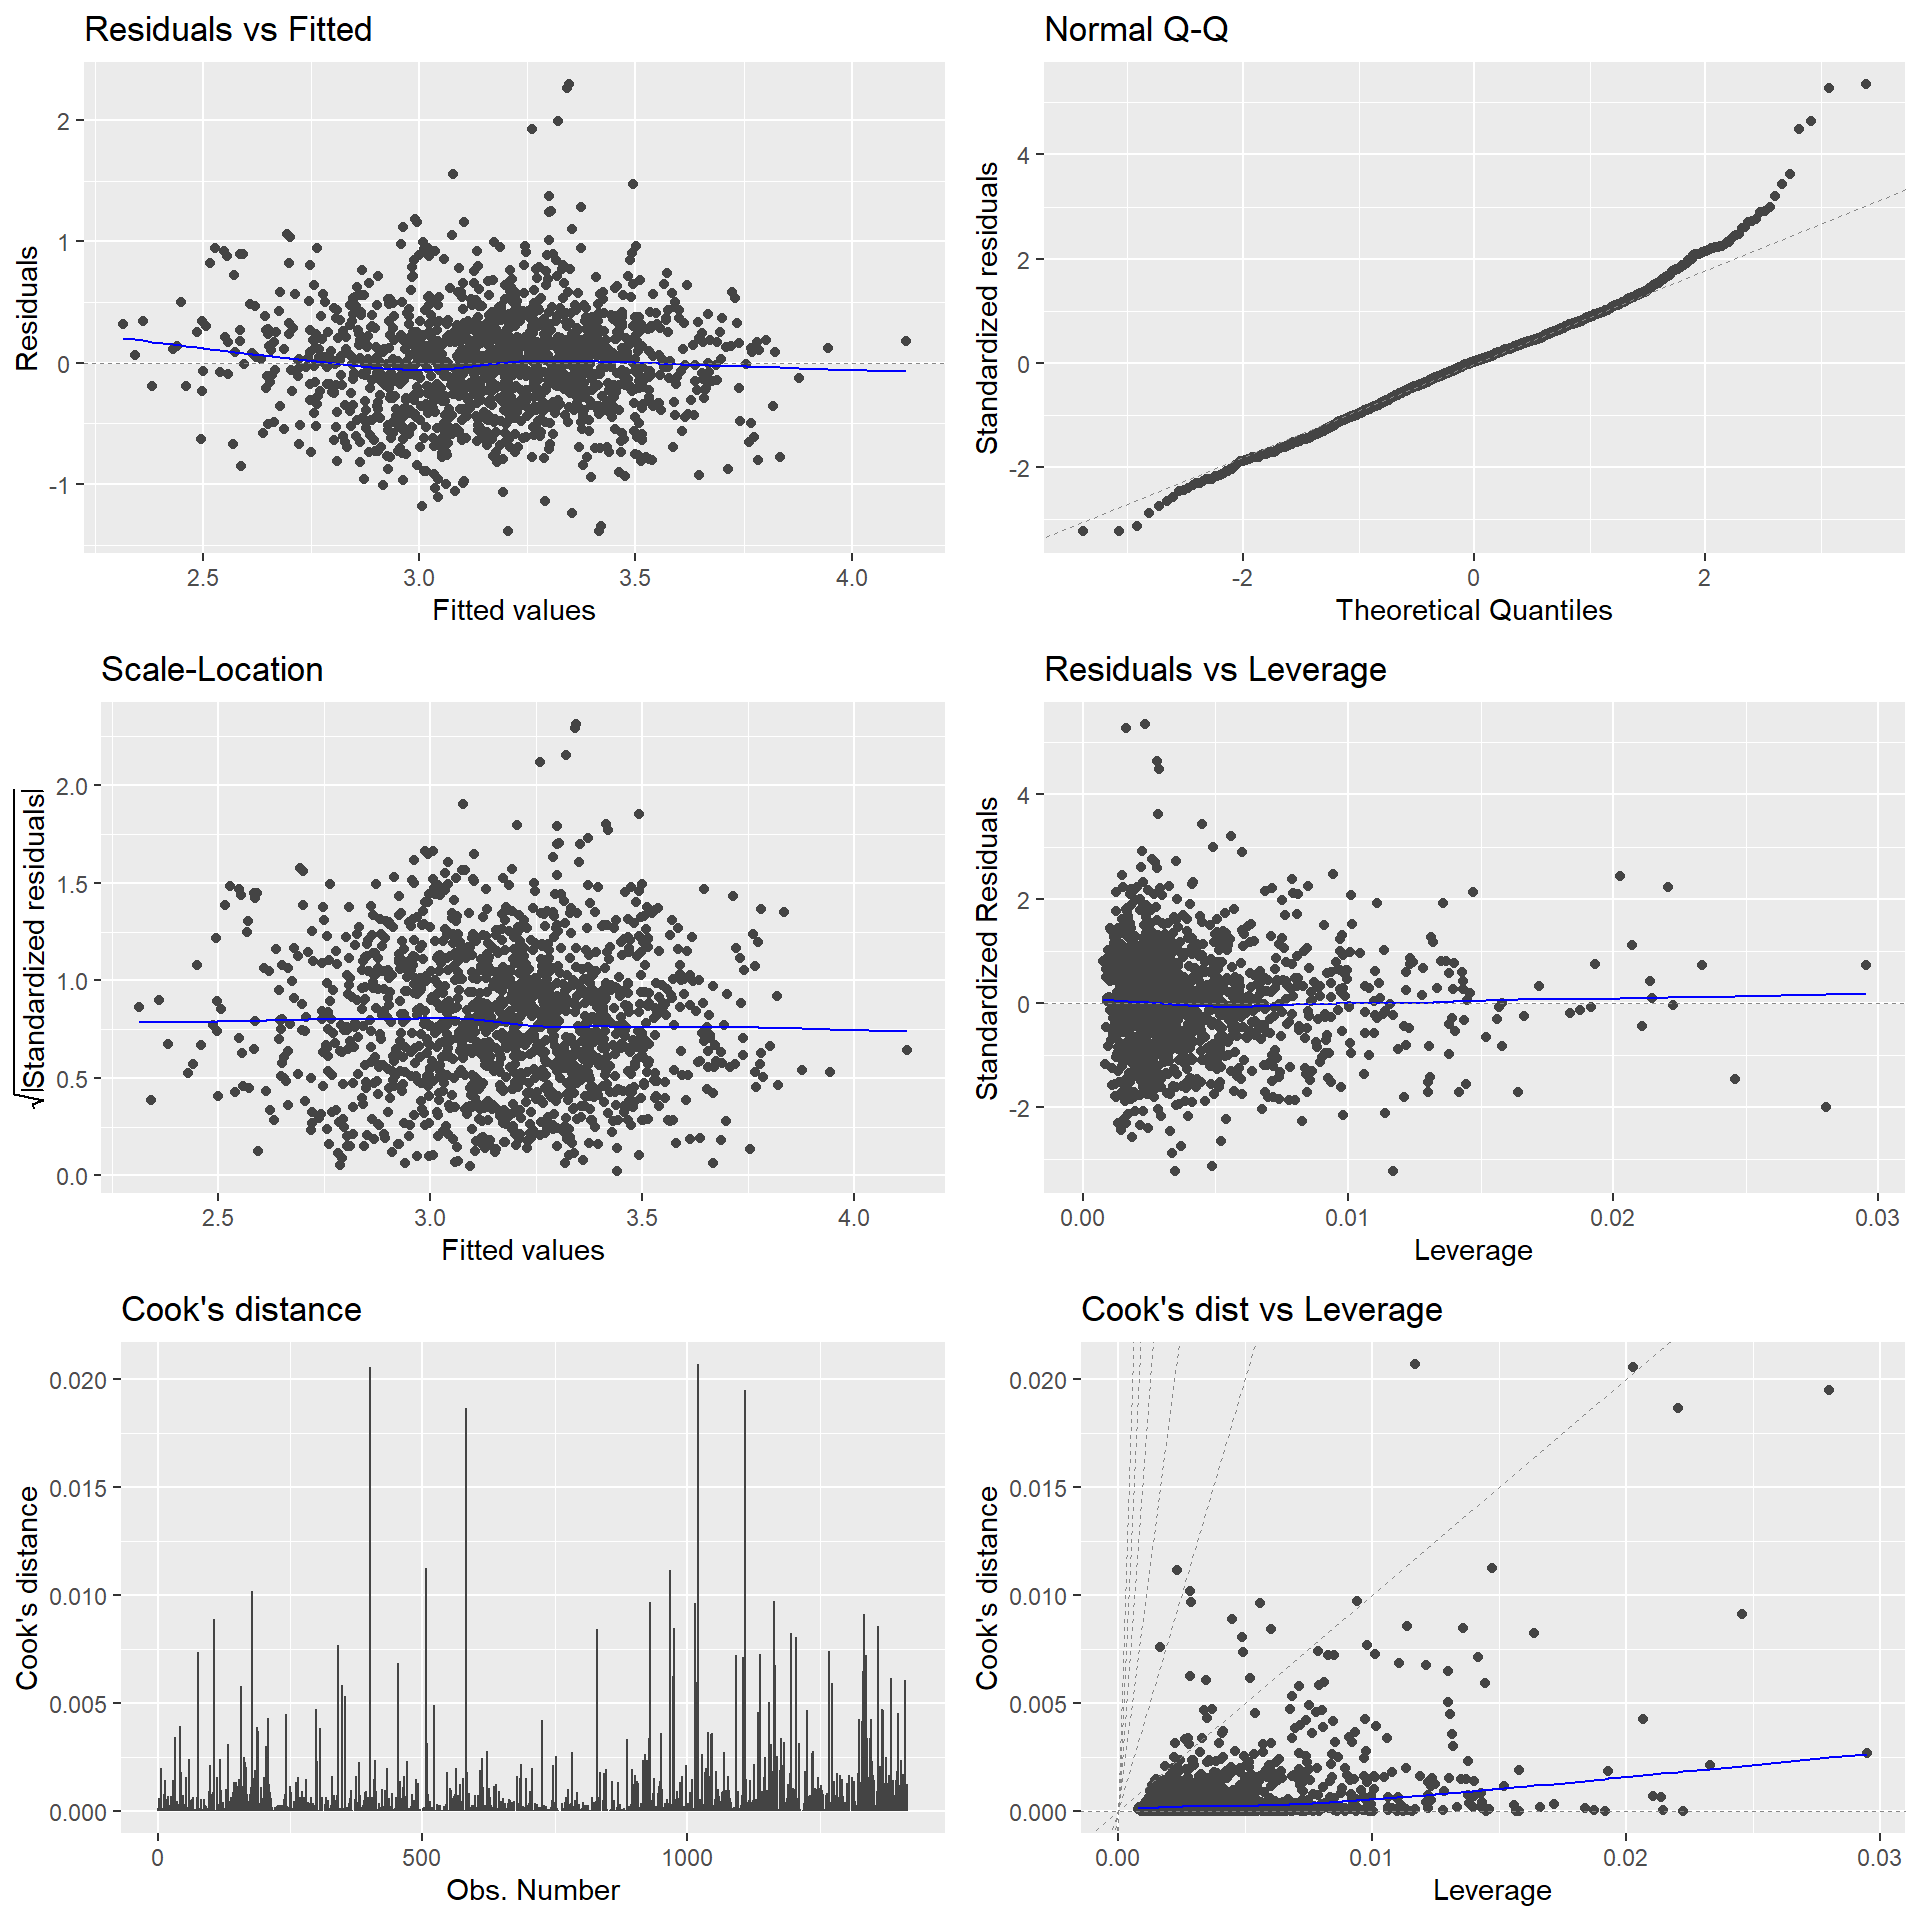 Residuals vs Fitted
Residuals
2
1
0
-1
2.5 3.0 3.5 4.0
Fitted values
Normal Q-Q
Standardized residuals
4
2
0
-2
-2 0 2
Theoretical Quantiles
Scale-Location
√|Standardized residuals|
2.0
1.5
1.0
0.5
0.0
2.5 3.0 3.5 4.0
Fitted values
Residuals vs Leverage
Standardized Residuals
4
2
0
-2
0.00 0.01 0.02 0.03
Leverage
Cook's distance
Cook's distance
0.020
0.015
0.010
0.005
0.000
0 500 1000
Obs. Number
Cook's dist vs Leverage
Cook's distance
0.020
0.015
0.010
0.005
0.000
0.00 0.01 0.02 0.03
Leverage